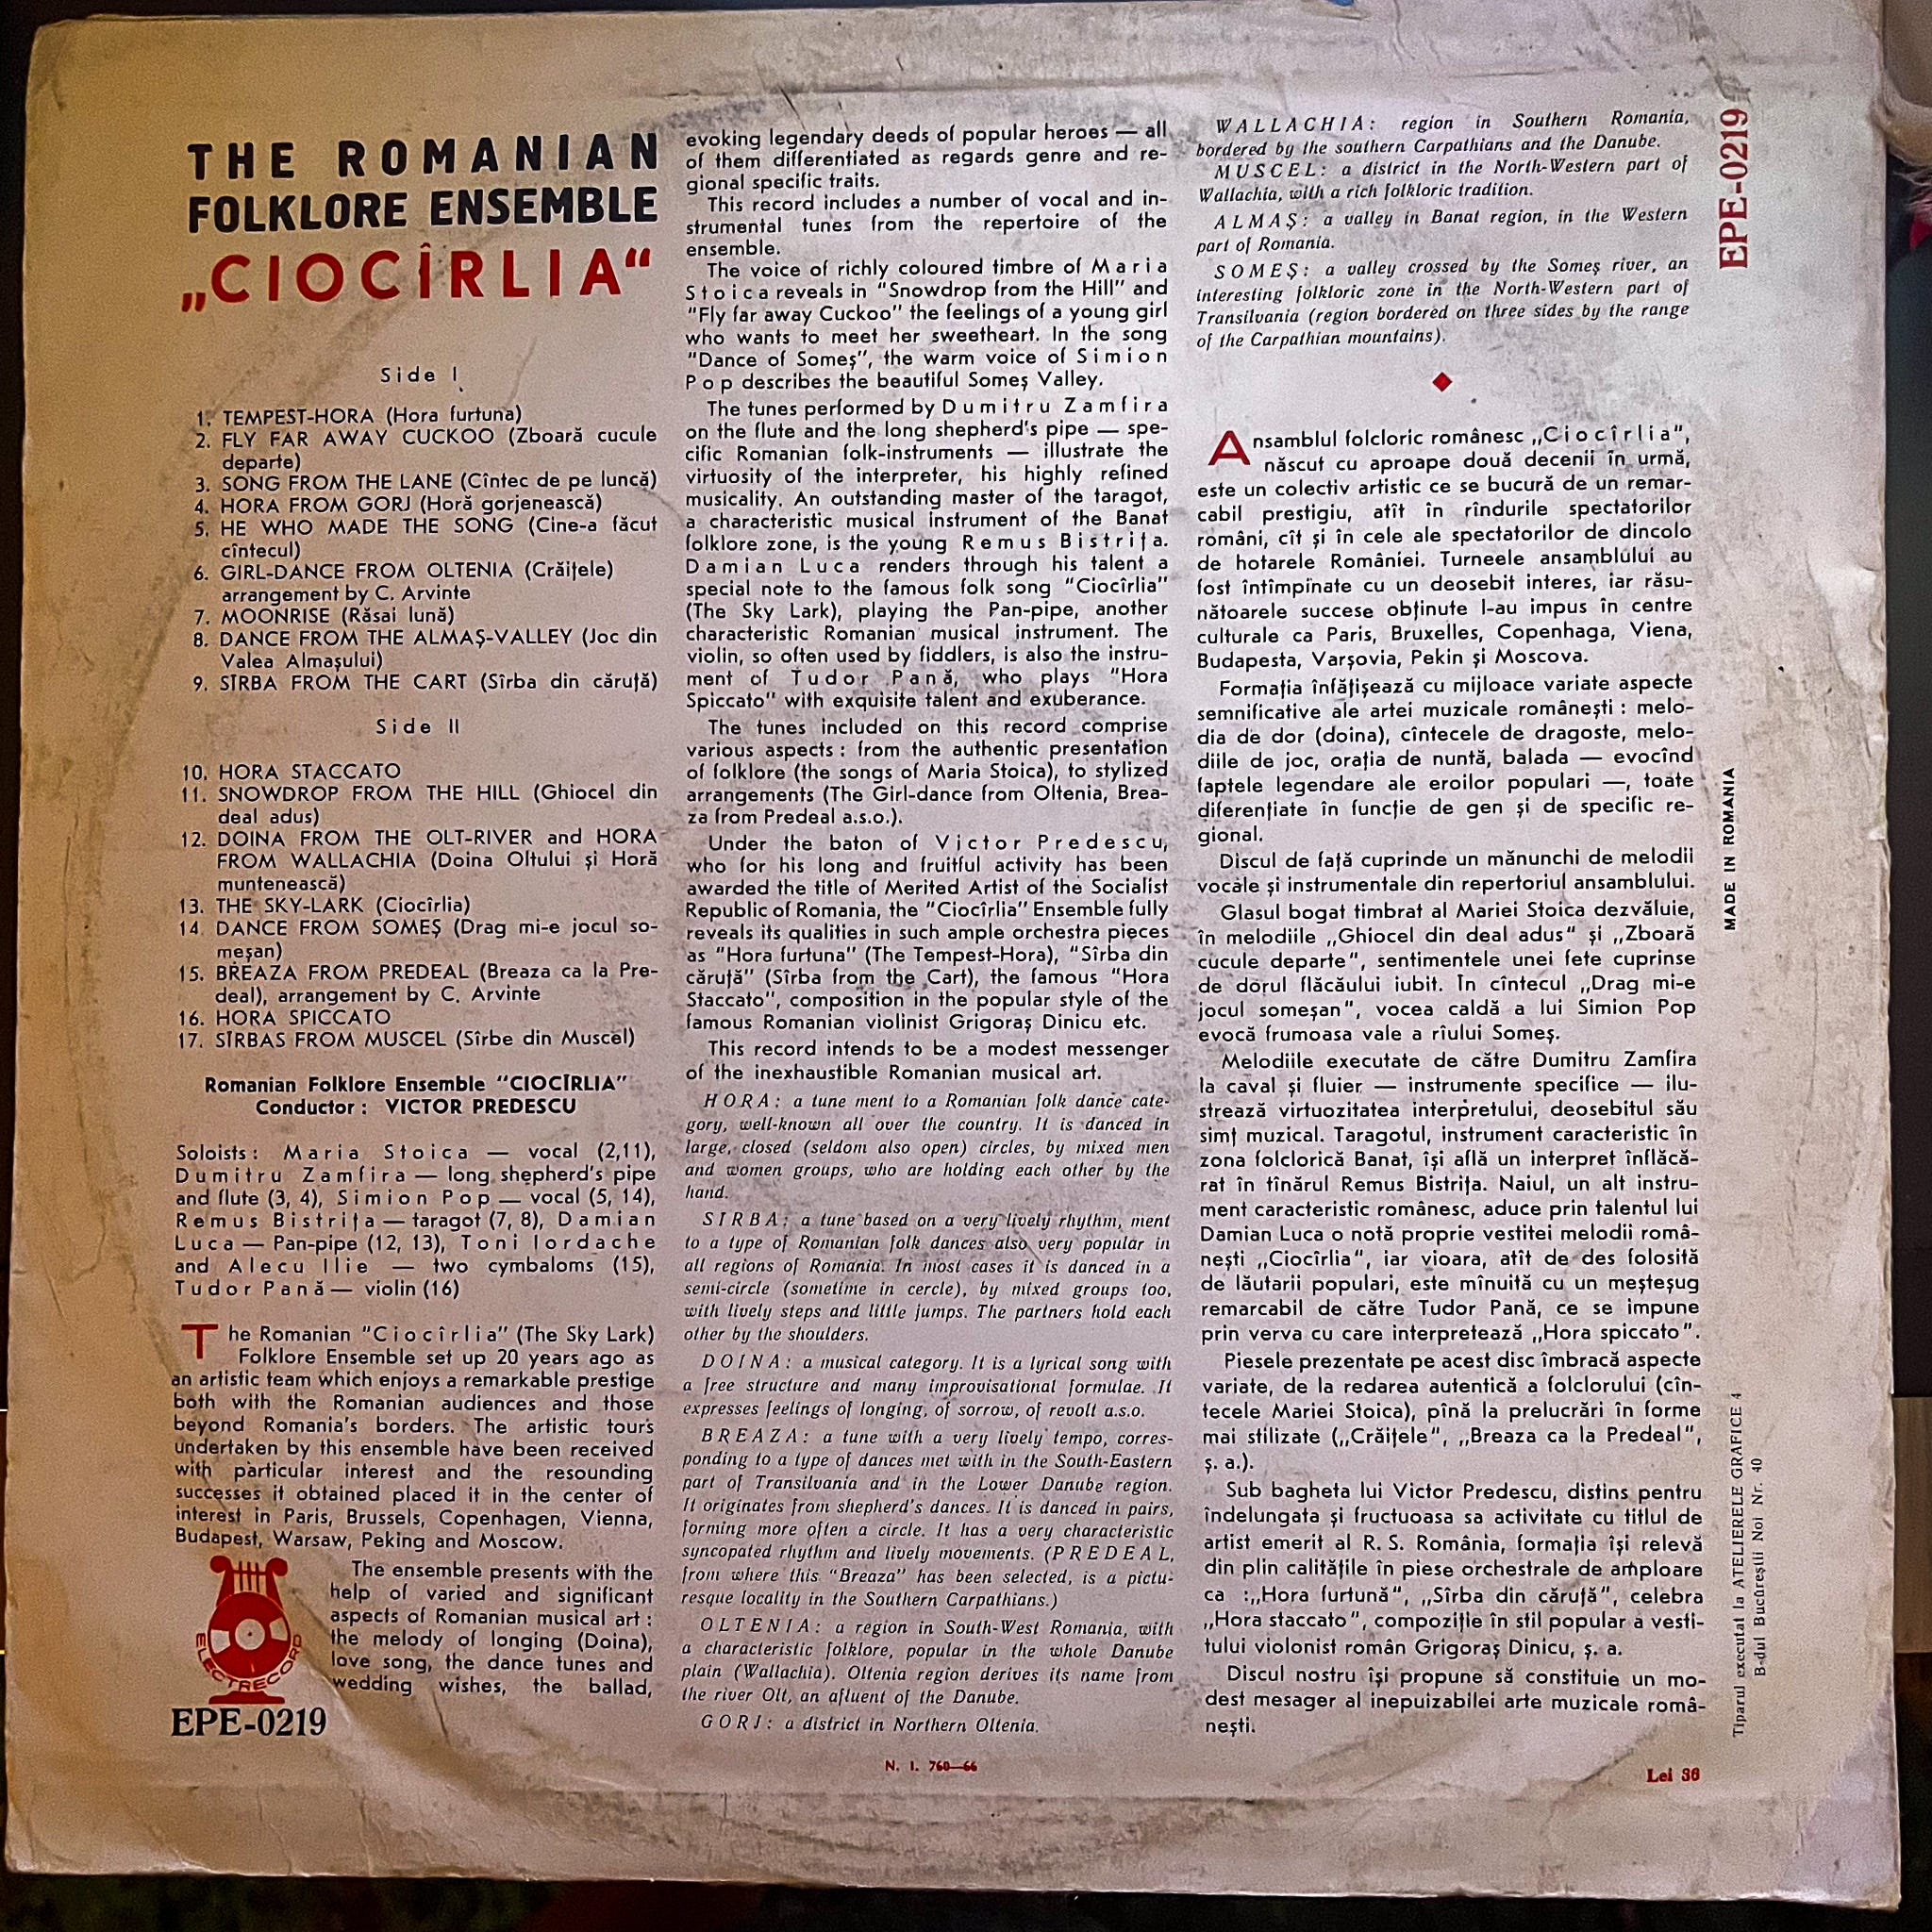 THE ROMANIAN
FOLKLORE ENSEMBLE
„CIOCÎRLIA“
Side I
1. TEMPEST-HORA (Hora furtuna)
2. FLY FAR AWAY CUCKOO (Zboară cucule
departe)
3. SONG FROM THE LANE (Cîntec de pe luncă)
4. HORA FROM GORJ (Horă gorjenească)
5. HE WHO MADE THE SONG (Cine-a făcut
cîntecul)
6. GIRL-DANCE FROM OLTENIA (Crăițele)
arrangement by C. Arvinte
7. MOONRISE (Răsai lună)
8. DANCE FROM THE ALMAȘ-VALLEY (Joc din
Valea Almașului)
9. SÎRBA FROM THE CART (Sîrba din căruță)
Side II
10. HORA STACCATO
11. SNOWDROP FROM THE HILL (Ghiocel din
deal adus)
12. DOINA FROM THE OLT-RIVER and HORA
FROM WALLACHIA (Doina Oltului și Horă
muntenească)
13. THE SKY-LARK (Ciocîrlia)
14. DANCE FROM SOMEȘ (Drag mi-e jocul so-
meșan)
15. BREAZA FROM PREDEAL (Breaza ca la Pre-
deal), arrangement by C. Arvinte
16. HORA SPICCATO
17. SÎRBAS FROM MUSCEL (Sîrbe din Muscel)
Romanian Folklore Ensemble "CIOCÎRLIA"
Conductor : VICTOR PREDESCU
Soloists : Maria Stoica — vocal (2,11),
Dumitru Zamfira — long shepherd's pipe
and flute (3, 4), Simion Pop — vocal (5, 14),
Remus Bistrița — taragot (7, 8), Damian
Luca — Pan-pipe (12, 13), Toni Iordache
and Alecu Ilie — two cymbaloms (15),
Tudor Pană — violin (16)
The Romanian "Ciocîrlia" (The Sky Lark)
Folklore Ensemble set up 20 years ago as
an artistic team which enjoys a remarkable prestige
both with the Romanian audiences and those
beyond Romania's borders. The artistic tours
undertaken by this ensemble have been received
with particular interest and the resounding
successes it obtained placed it in the center of
interest in Paris, Brussels, Copenhagen, Vienna,
Budapest, Warsaw, Peking and Moscow.
The ensemble presents with the
help of varied and significant
aspects of Romanian musical art :
the melody of longing (Doina),
love song, the dance tunes and
wedding wishes, the ballad,
ELECTRECORD
EPE-0219
evoking legendary deeds of popular heroes — all
of them differentiated as regards genre and re-
gional specific traits.
This record includes a number of vocal and in-
strumental tunes from the repertoire of the
ensemble.
The voice of richly coloured timbre of Maria
Stoica reveals in "Snowdrop from the Hill" and
"Fly far away Cuckoo" the feelings of a young girl
who wants to meet her sweetheart. In the song
"Dance of Someș", the warm voice of Simion
Pop describes the beautiful Someș Valley.
The tunes performed by Dumitru Zamfira
on the flute and the long shepherd's pipe — spe-
cific Romanian folk-instruments — illustrate the
virtuosity of the interpreter, his highly refined
musicality. An outstanding master of the taragot,
a characteristic musical instrument of the Banat
folklore zone, is the young Remus Bistrița.
Damian Luca renders through his talent a
special note to the famous folk song "Ciocîrlia"
(The Sky Lark), playing the Pan-pipe, another
characteristic Romanian musical instrument. The
violin, so often used by fiddlers, is also the instru-
ment of Tudor Pană, who plays "Hora
Spiccato" with exquisite talent and exuberance.
The tunes included on this record comprise
various aspects : from the authentic presentation
of folklore (the songs of Maria Stoica), to stylized
arrangements (The Girl-dance from Oltenia, Brea-
za from Predeal a.s.o.).
Under the baton of Victor Predescu,
who for his long and fruitful activity has been
awarded the title of Merited Artist of the Socialist
Republic of Romania, the "Ciocîrlia" Ensemble fully
reveals its qualities in such ample orchestra pieces
as "Hora furtuna" (The Tempest-Hora), "Sîrba din
căruță" (Sîrba from the Cart), the famous "Hora
Staccato", composition in the popular style of the
famous Romanian violinist Grigoraș Dinicu etc.
This record intends to be a modest messenger
of the inexhaustible Romanian musical art.
HORA: a tune ment to a Romanian folk dance cate-
gory, well-known all over the country. It is danced in
large, closed (seldom also open) circles, by mixed men
and women groups, who are holding each other by the
hand.
SIRBA: a tune based on a very lively rhythm, ment
to a type of Romanian folk dances also very popular in
all regions of Romania. In most cases it is danced in a
semi-circle (sometime in cercle), by mixed groups too,
with lively steps and little jumps. The partners hold each
other by the shoulders.
DOINA: a musical category. It is a lyrical song with
a free structure and many improvisational formulae. It
expresses feelings of longing, of sorrow, of revolt a.s.o.
BREAZA: a tune with a very lively tempo, corres-
ponding to a type of dances met with in the South-Eastern
part of Transilvania and in the Lower Danube region.
It originates from shepherd's dances. It is danced in pairs,
forming more often a circle. It has a very characteristic
syncopated rhythm and lively movements. (PREDEAL,
from where this "Breaza" has been selected, is a pictu-
resque locality in the Southern Carpathians.)
OLTENIA: a region in South-West Romania, with
a characteristic folklore, popular in the whole Danube
plain (Wallachia). Oltenia region derives its name from
the river Olt, an afluent of the Danube.
GORJ: a district in Northern Oltenia.
N. I. 760—66
WALLACHIA: region in Southern Romania,
bordered by the southern Carpathians and the Danube.
MUSCEL: a district in the North-Western part of
Wallachia, with a rich folkloric tradition.
ALMAȘ: a valley in Banat region, in the Western
part of Romania.
SOMEȘ: a valley crossed by the Someș river, an
interesting folkloric zone in the North-Western part of
Transilvania (region bordered on three sides by the range
of the Carpathian mountains).
Ansamblul folcloric românesc „Ciocîrlia",
născut cu aproape două decenii în urmă,
este un colectiv artistic ce se bucură de un remar-
cabil prestigiu, atît în rîndurile spectatorilor
români, cît și în cele ale spectatorilor de dincolo
de hotarele României. Turneele ansamblului au
fost întîmpinate cu un deosebit interes, iar răsu-
nătoarele succese obținute l-au impus în centre
culturale ca Paris, Bruxelles, Copenhaga, Viena,
Budapesta, Varșovia, Pekin și Moscova.
Formația înfățișează cu mijloace variate aspecte
semnificative ale artei muzicale românești : melo-
dia de dor (doina), cîntecele de dragoste, melo-
diile de joc, orația de nuntă, balada — evocînd
faptele legendare ale eroilor populari —, toate
diferențiate în funcție de gen și de specific re-
gional.
Discul de față cuprinde un mănunchi de melodii
vocale și instrumentale din repertoriul ansamblului.
Glasul bogat timbrat al Mariei Stoica dezvăluie,
în melodiile „Ghiocel din deal adus" și „Zboară
cucule departe", sentimentele unei fete cuprinse
de dorul flăcăului iubit. In cîntecul „Drag mi-e
jocul someșan", vocea caldă a lui Simion Pop
evocă frumoasa vale a rîului Someș.
Melodiile executate de către Dumitru Zamfira
la caval și fluier — instrumente specifice — ilu-
strează virtuozitatea interpretului, deosebitul său
simț muzical. Taragotul, instrument caracteristic în
zona folclorică Banat, își află un interpret înflăcă-
rat în tînărul Remus Bistrița. Naiul, un alt instru-
ment caracteristic românesc, aduce prin talentul lui
Damian Luca o notă proprie vestitei melodii româ-
nești „Ciocîrlia", iar vioara, atît de des folosită
de lăutarii populari, este mînuită cu un meșteșug
remarcabil de către Tudor Pană, ce se impune
prin verva cu care interpretează „Hora spiccato".
Piesele prezentate pe acest disc îmbracă aspecte
variate, de la redarea autentică a folclorului (cîn-
tecele Mariei Stoica), pînă la prelucrări în forme
mai stilizate („Crăițele", „Breaza ca la Predeal",
ș. a.).
Sub bagheta lui Victor Predescu, distins pentru
îndelungata și fructuoasa sa activitate cu titlul de
artist emerit al R. S. România, formația își relevă
din plin calitățile în piese orchestrale de amploare
ca :„Hora furtună", „Sîrba din căruță", celebra
„Hora staccato", compoziție în stil popular a vesti-
tului violonist român Grigoraș Dinicu, ș. a.
Discul nostru își propune să constituie un mo-
dest mesager al inepuizabilei arte muzicale româ-
nești.
Lei 36
EPE-0219
MADE IN ROMANIA
Tiparul executat la ATELIERELE GRAFICE 4
B-dul Bucureștii Noi Nr. 40